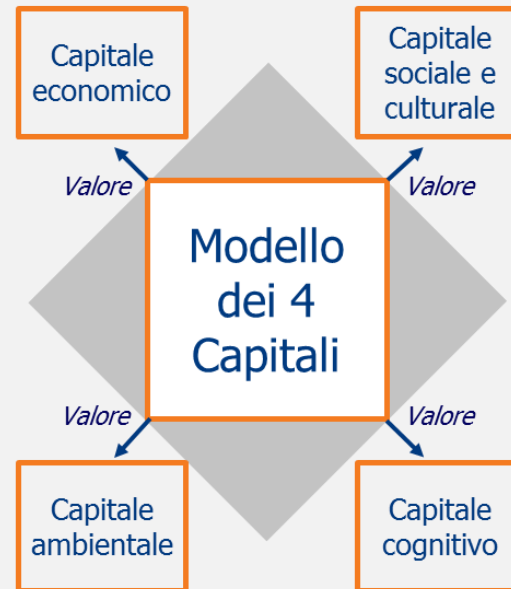 Capitale
economico
Capitale
sociale e
culturale
Valore
Valore
Modello
dei 4
Capitali
Valore
Valore
Capitale
ambientale
Capitale
cognitivo